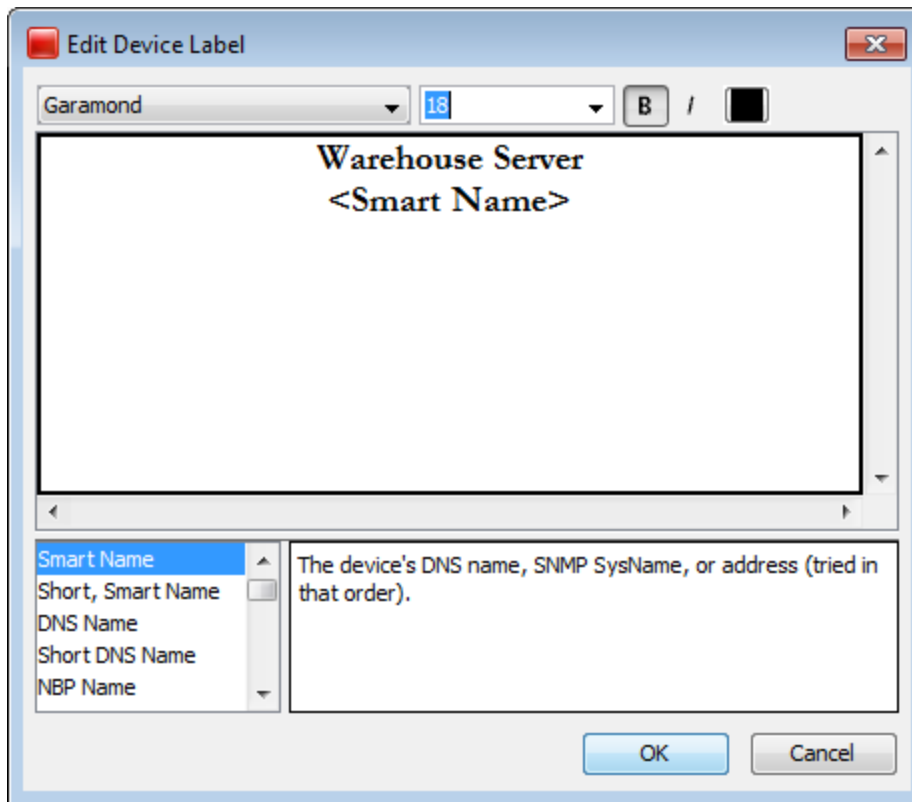 Edit Device Label
Garamond 18 B I
Warehouse Server
<Smart Name>
Smart Name
Short, Smart Name
DNS Name
Short DNS Name
NBP Name
The device's DNS name, SNMP SysName, or address (tried in
that order).
OK Cancel